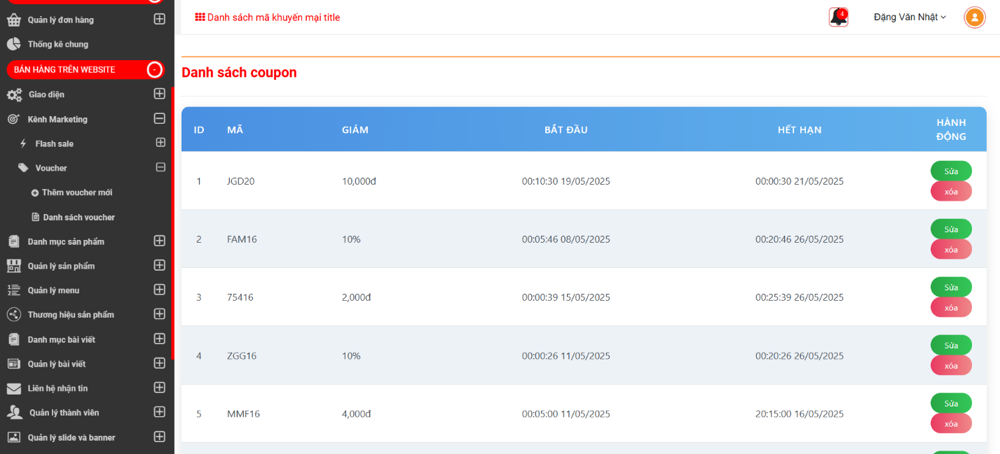 Quản lý đơn hàng
Thống kê chung
BÁN HÀNG TRÊN WEBSITE
Giao diện
Kênh Marketing
Flash sale
Voucher
Thêm voucher mới
Danh sách voucher
Danh mục sản phẩm
Quản lý sản phẩm
Quản lý menu
Thương hiệu sản phẩm
Danh mục bài viết
Quản lý bài viết
Liên hệ nhận tin
Quản lý thành viên
Quản lý slide và banner
Danh sách mã khuyến mại title
4
Đặng Văn Nhật
Danh sách coupon
ID MÃ GIẢM BẮT ĐẦU HẾT HẠN HÀNH ĐỘNG
1 JGD20 10,000đ 00:10:30 19/05/2025 00:00:30 21/05/2025 Sửa
xóa
2 FAM16 10% 00:05:46 08/05/2025 00:20:46 26/05/2025 Sửa
xóa
3 75416 2,000đ 00:00:39 15/05/2025 00:25:39 26/05/2025 Sửa
xóa
4 ZGG16 10% 00:00:26 11/05/2025 00:20:26 26/05/2025 Sửa
xóa
5 MMF16 4,000đ 00:05:00 11/05/2025 20:15:00 16/05/2025 Sửa
xóa